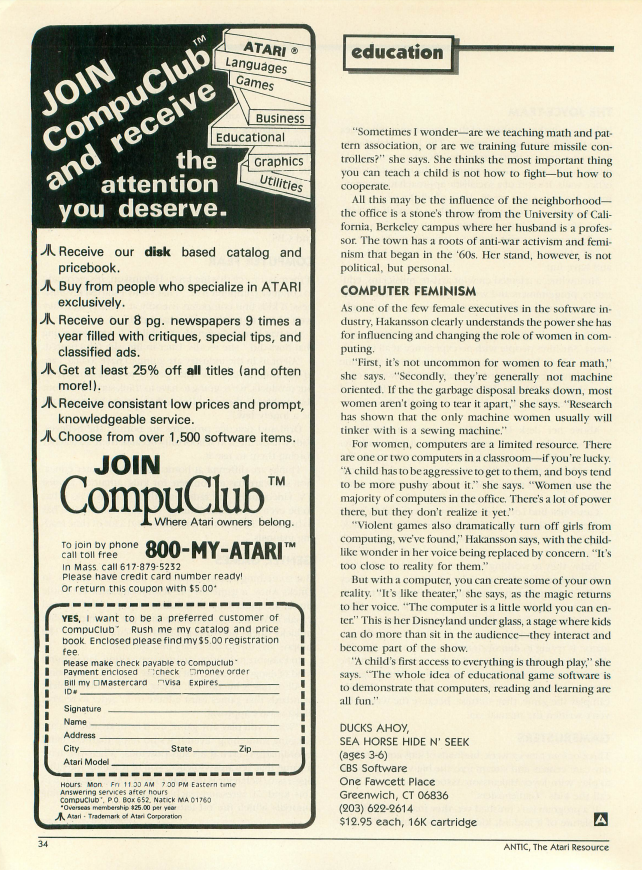 JOIN
CompuClub™
and receive
the
attention
you deserve.
ATARI ®
Languages
Games
Business
Educational
Graphics
Utilities
Receive our disk based catalog and
pricebook.
Buy from people who specialize in ATARI
exclusively.
Receive our 8 pg. newspapers 9 times a
year filled with critiques, special tips, and
classified ads.
Get at least 25% off all titles (and often
more!).
Receive consistant low prices and prompt,
knowledgeable service.
Choose from over 1,500 software items.
JOIN
CompuClub™
Where Atari owners belong.
To join by phone
call toll free 800-MY-ATARI™
In Mass. call 617-879-5232
Please have credit card number ready!
Or return this coupon with $5.00*
YES, I want to be a preferred customer of
CompuClub™ Rush me my catalog and price
book. Enclosed please find my $5.00 registration
fee.
Please make check payable to Compuclub™
Payment enclosed □check □money order
Bill my □Mastercard □Visa Expires
ID#
Signature
Name
Address
City State Zip
Atari Model
Hours: Mon. Fri 11:00 AM 7:00 PM Eastern time
Answering services after hours
CompuClub™, P.O. Box 652, Natick MA 01760
*Overseas membership $25.00 per year
Atari - Trademark of Atari Corporation
education
"Sometimes I wonder—are we teaching math and pat-
tern association, or are we training future missile con-
trollers?" she says. She thinks the most important thing
you can teach a child is not how to fight—but how to
cooperate.
All this may be the influence of the neighborhood—
the office is a stone's throw from the University of Cali-
fornia, Berkeley campus where her husband is a profes-
sor. The town has a roots of anti-war activism and femi-
nism that began in the '60s. Her stand, however, is not
political, but personal.
COMPUTER FEMINISM
As one of the few female executives in the software in-
dustry, Hakansson clearly understands the power she has
for influencing and changing the role of women in com-
puting.
"First, it's not uncommon for women to fear math,"
she says. "Secondly, they're generally not machine
oriented. If the the garbage disposal breaks down, most
women aren't going to tear it apart," she says. "Research
has shown that the only machine women usually will
tinker with is a sewing machine."
For women, computers are a limited resource. There
are one or two computers in a classroom—if you're lucky.
"A child has to be aggressive to get to them, and boys tend
to be more pushy about it," she says. "Women use the
majority of computers in the office. There's a lot of power
there, but they don't realize it yet."
"Violent games also dramatically turn off girls from
computing, we've found," Hakansson says, with the child-
like wonder in her voice being replaced by concern. "It's
too close to reality for them."
But with a computer, you can create some of your own
reality. "It's like theater," she says, as the magic returns
to her voice. "The computer is a little world you can en-
ter." This is her Disneyland under glass, a stage where kids
can do more than sit in the audience—they interact and
become part of the show.
"A child's first access to everything is through play," she
says. "The whole idea of educational game software is
to demonstrate that computers, reading and learning are
all fun."
DUCKS AHOY,
SEA HORSE HIDE N' SEEK
(ages 3-6)
CBS Software
One Fawcett Place
Greenwich, CT 06836
(203) 622-2614
$12.95 each, 16K cartridge
A
34
ANTIC, The Atari Resource